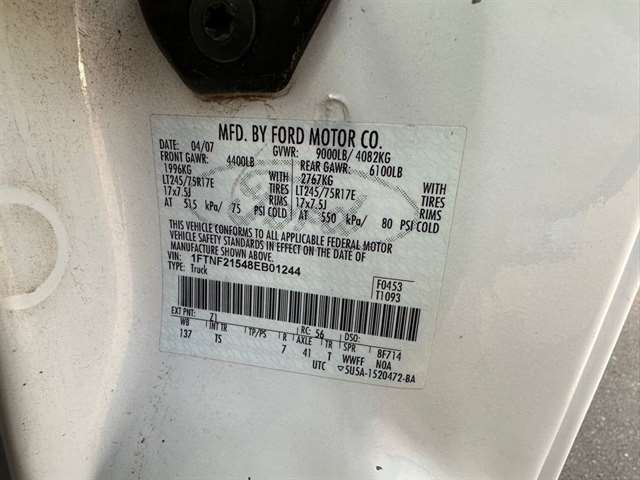 MFD. BY FORD MOTOR CO.
DATE: 04/07 GVWR: 9000LB/ 4082KG
FRONT GAWR: 4400LB REAR GAWR: 6100LB
1996KG WITH 2767KG WITH
LT245/75R17E TIRES LT245/75R17E TIRES
17x7.5J RIMS 17x7.5J RIMS
AT 515 kPa/ 75 PSI COLD AT 550 kPa/ 80 PSI COLD
THIS VEHICLE CONFORMS TO ALL APPLICABLE FEDERAL MOTOR
VEHICLE SAFETY STANDARDS IN EFFECT ON THE DATE OF
MANUFACTURE SHOWN ABOVE.
VIN: 1FTNF21548EB01244
TYPE: Truck
F0453
T1093
EXT PNT: Z1 RC: 56 DSO:
WB INT TR TP/PS R AXLE TR SPR 8F714
137 TS 7 41 T WWFF N0A
UTC ▽5U5A-1520472-BA